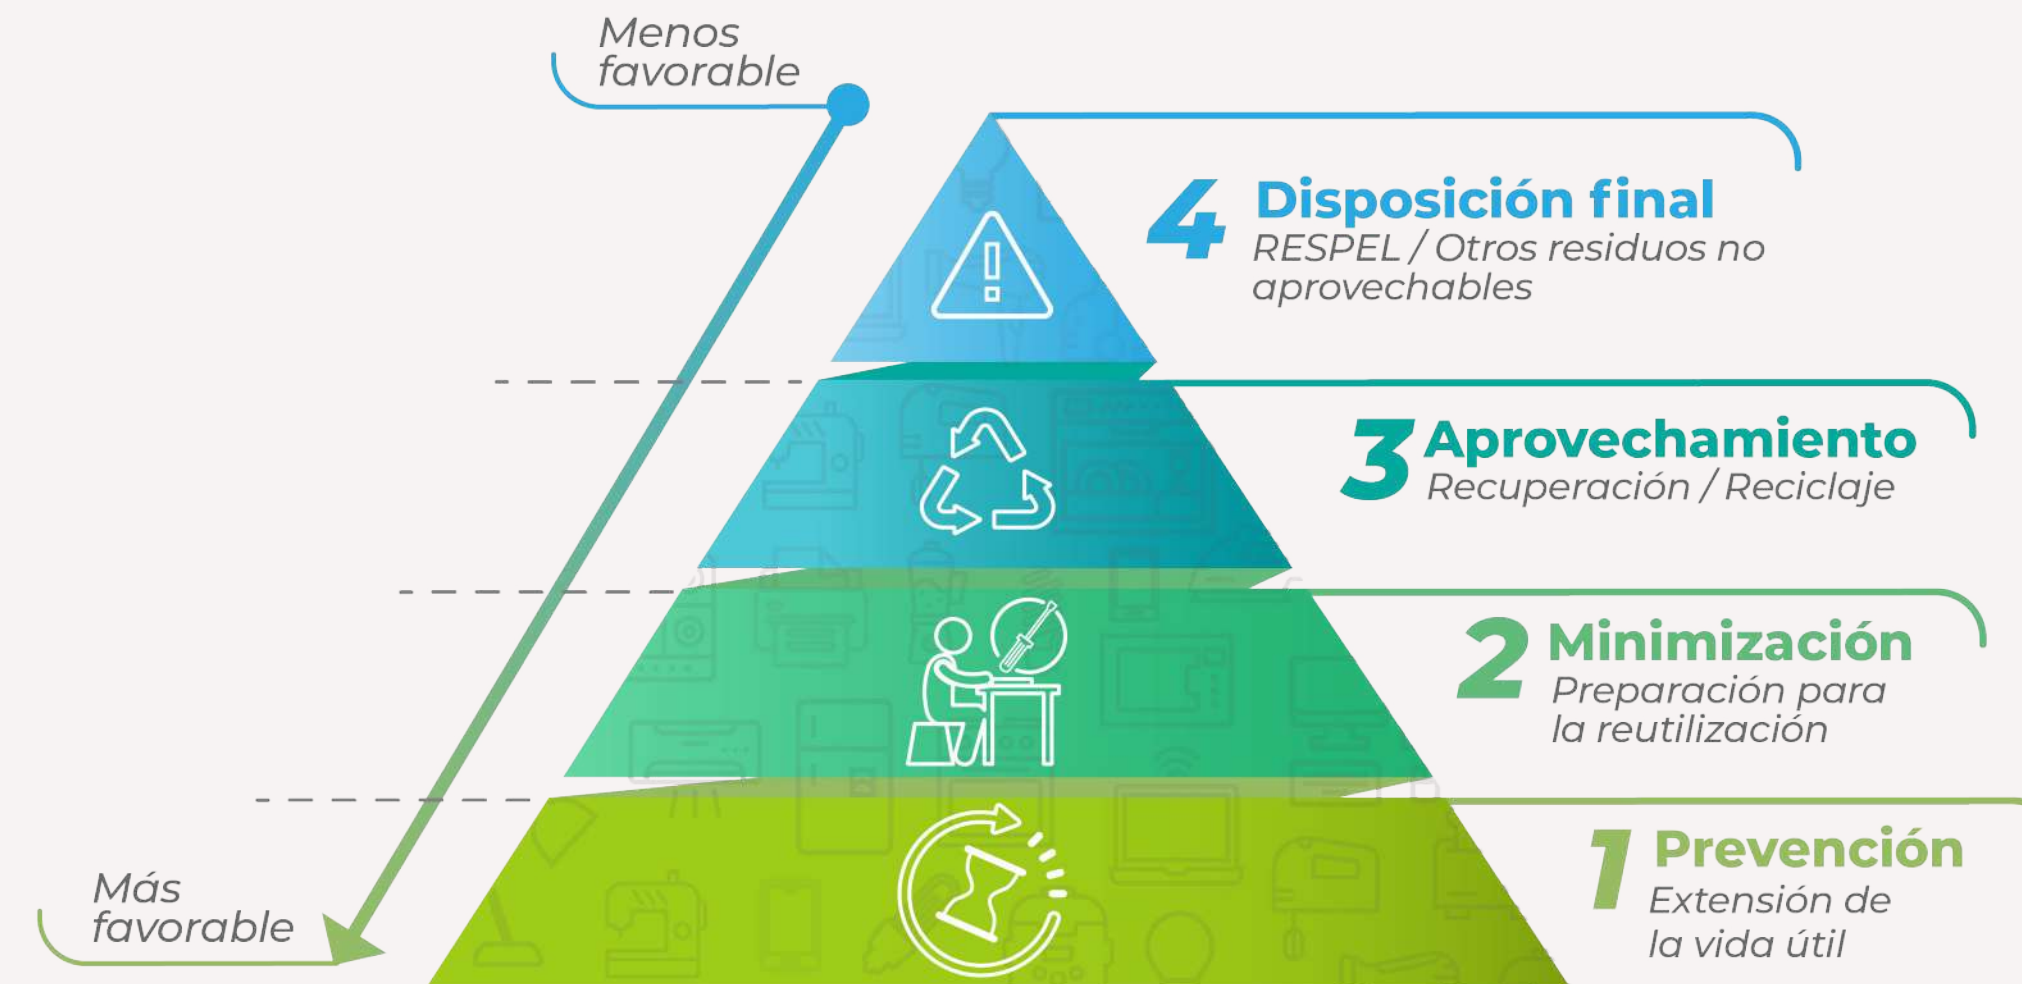 Menos
favorable
4 Disposición final
RESPEL / Otros residuos no
aprovechables
3 Aprovechamiento
Recuperación / Reciclaje
2 Minimización
Preparación para
la reutilización
1 Prevención
Extensión de
la vida útil
Más
favorable